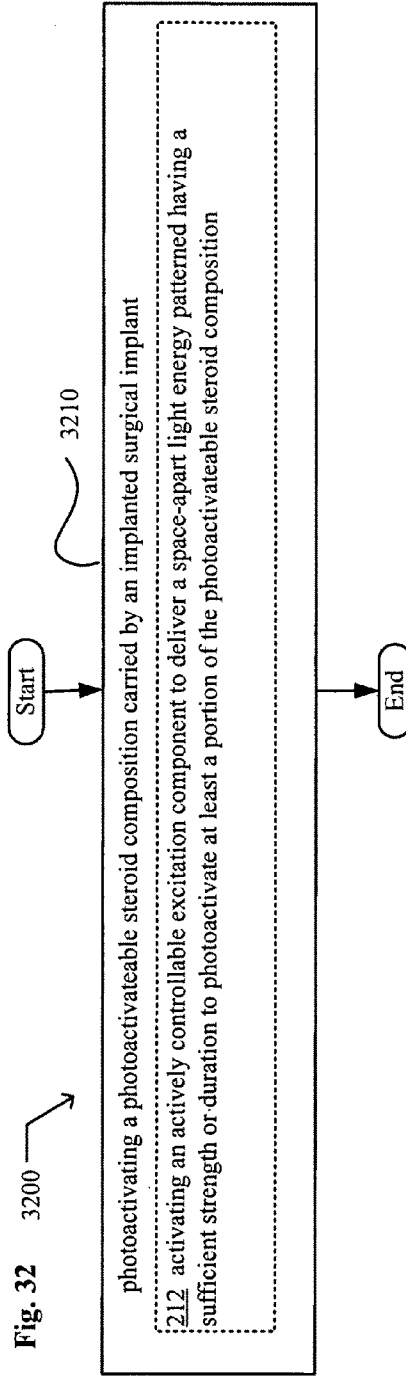 Fig. 32
3200
Start
3210
photoactivating a photoactivateable steroid composition carried by an implanted surgical implant
212 activating an actively controllable excitation component to deliver a space-apart light energy patterned having a
sufficient strength or duration to photoactivate at least a portion of the photoactivateable steroid composition
End